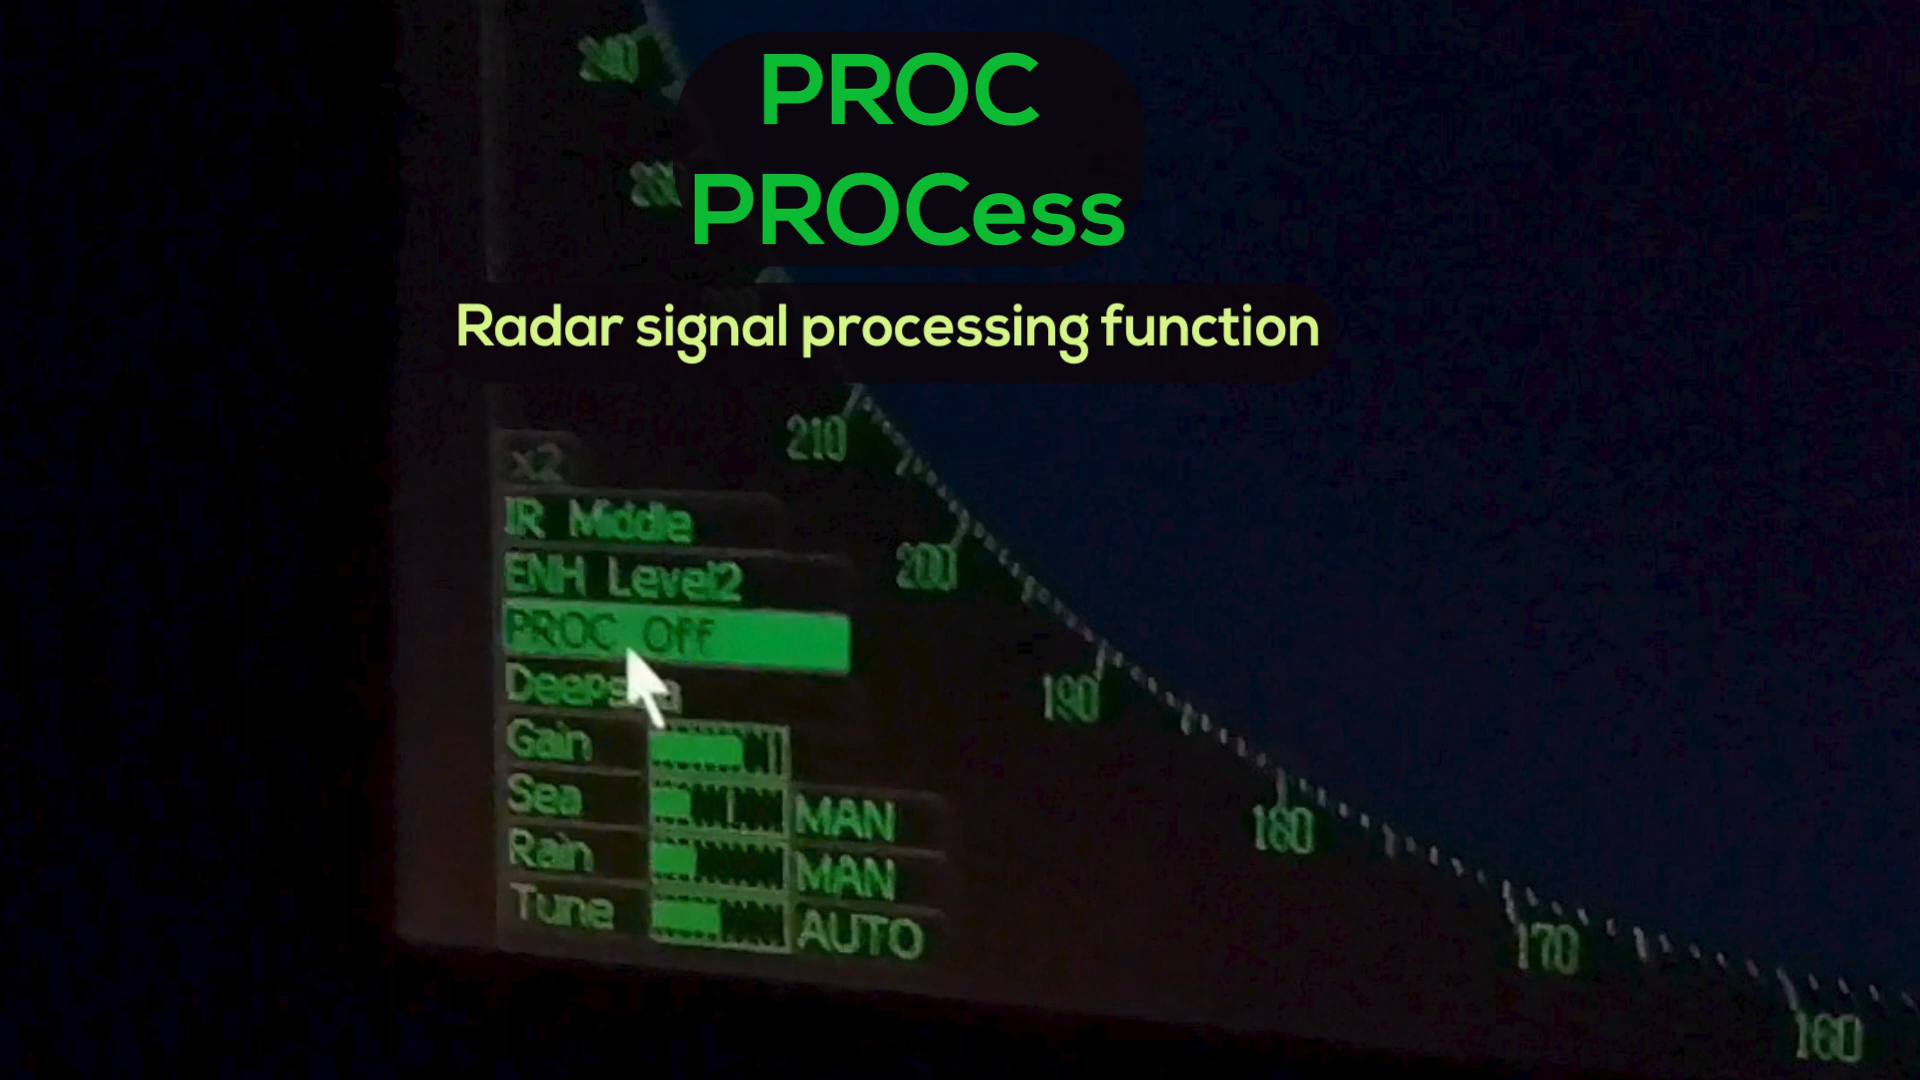 240
PROC
PROCess
Radar signal processing function
210
x2
IR Middle
200
ENH Level2
PROC Off
190
Gain
Sea MAN
180
Rain MAN
Tune AUTO
170
160